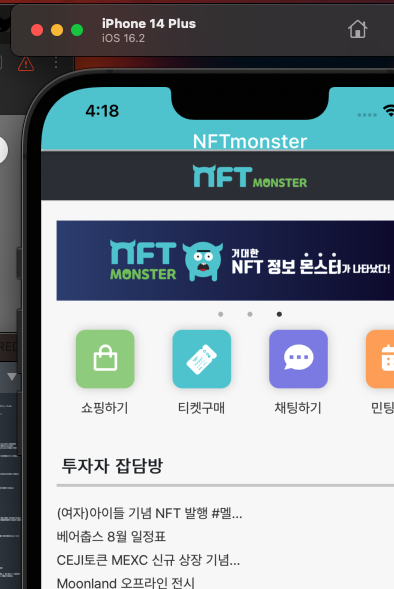 iPhone 14 Plus
iOS 16.2
4:18
NFTmonster
NFT MONSTER
NFT
MONSTER
거대한
NFT 정보 몬스터가 나타났다!
쇼핑하기
티켓구매
채팅하기
민팅
투자자 잡담방
(여자)아이들 기념 NFT 발행 #멜...
베어춉스 8월 일정표
CEJI토큰 MEXC 신규 상장 기념...
Moonland 오프라인 전시